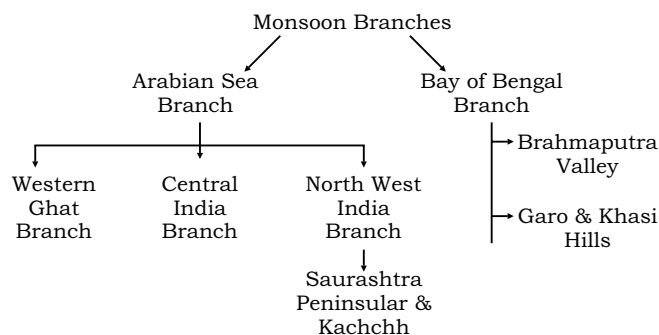 Monsoon Branches
Arabian Sea
Branch
Bay of Bengal
Branch
Brahmaputra
Valley
Garo & Khasi
Hills
Western
Ghat
Branch
Central
India
Branch
North West
India
Branch
Saurashtra
Peninsular &
Kachchh